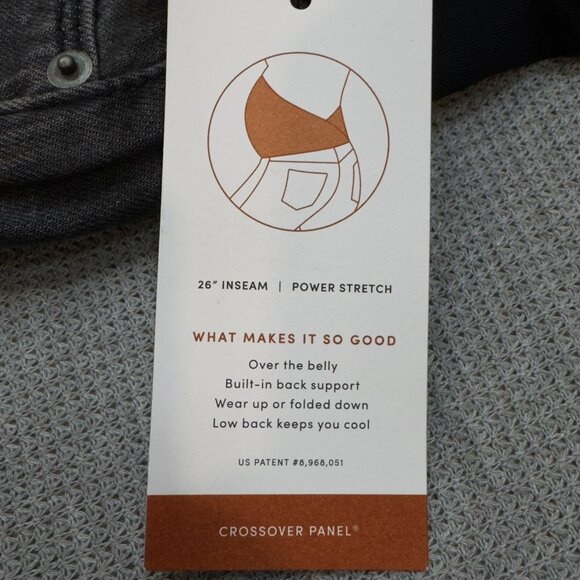 26" INSEAM | POWER STRETCH
WHAT MAKES IT SO GOOD
Over the belly
Built-in back support
Wear up or folded down
Low back keeps you cool
US PATENT #8,968,051
CROSSOVER PANEL®